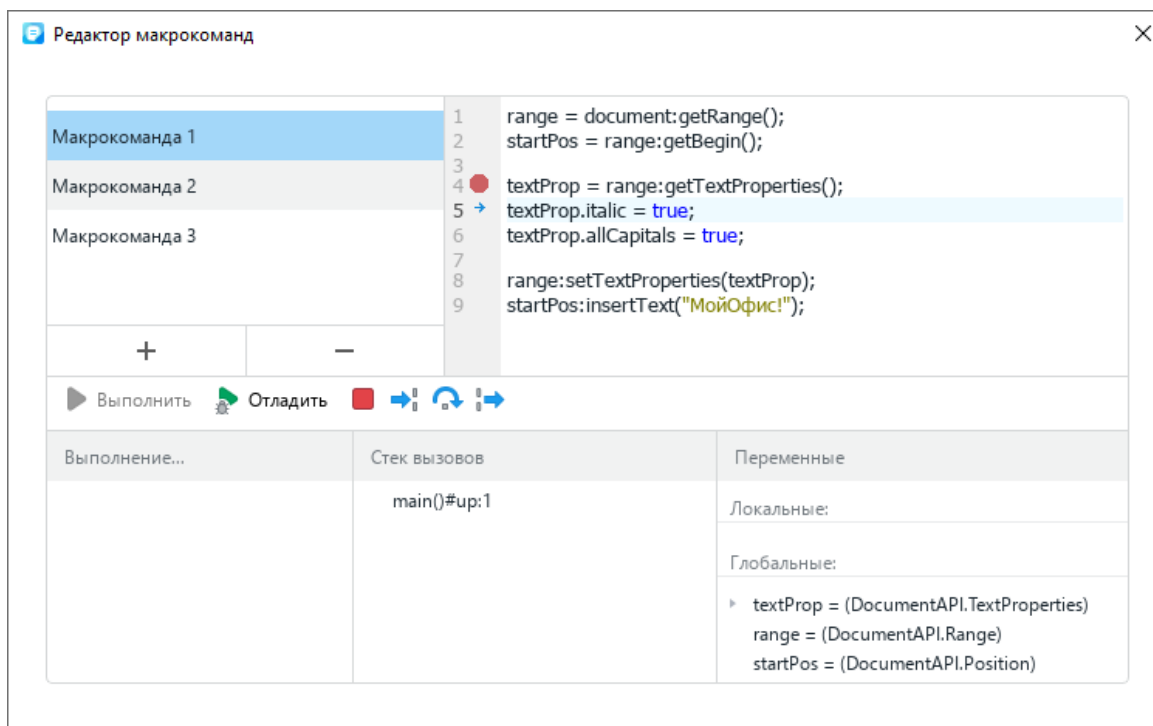 Редактор макрокоманд
Макрокоманда 1
Макрокоманда 2
Макрокоманда 3
1 range = document:getRange();
2 startPos = range:getBegin();
3
4 textProp = range:getTextProperties();
5 textProp.italic = true;
6 textProp.allCapitals = true;
7
8 range:setTextProperties(textProp);
9 startPos:insertText("МойОфис!");
Выполнить Отладить
Выполнение...
Стек вызовов
main()#up:1
Переменные
Локальные:
Глобальные:
textProp = (DocumentAPI.TextProperties)
range = (DocumentAPI.Range)
startPos = (DocumentAPI.Position)